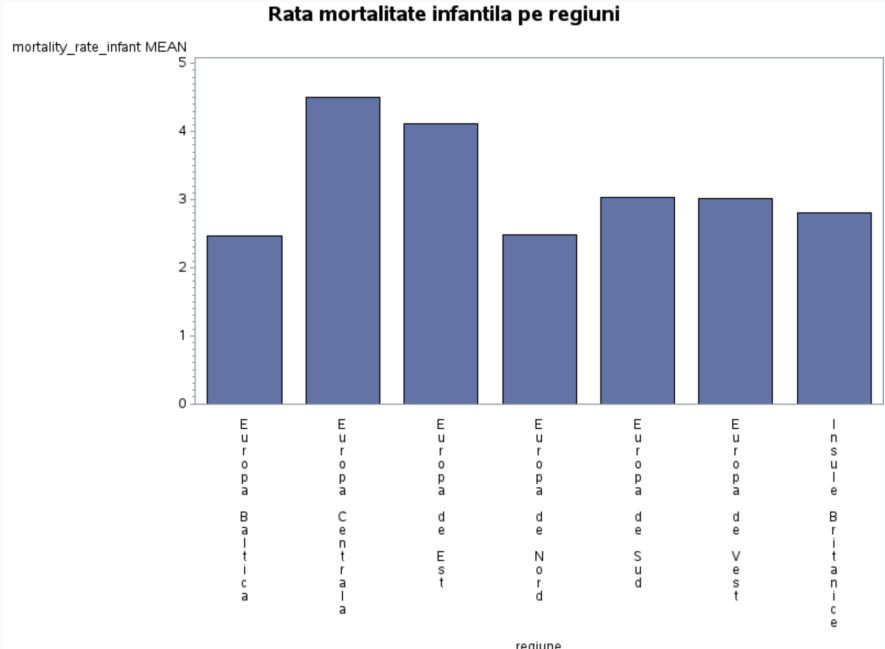 Rata mortalitate infantila pe regiuni
mortality_rate_infant MEAN
5
4
3
2
1
0
Europa Baltica
Europa Centrala
Europa de Est
Europa de Nord
Europa de Sud
Europa de Vest
Insule Britanice
regiune